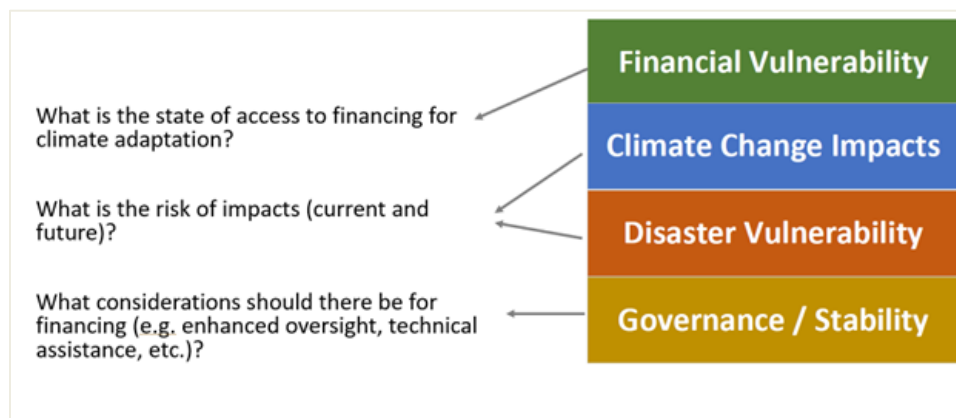 What is the state of access to financing for
climate adaptation?
What is the risk of impacts (current and
future)?
What considerations should there be for
financing (e.g. enhanced oversight, technical
assistance, etc.)?
Financial Vulnerability
Climate Change Impacts
Disaster Vulnerability
Governance / Stability